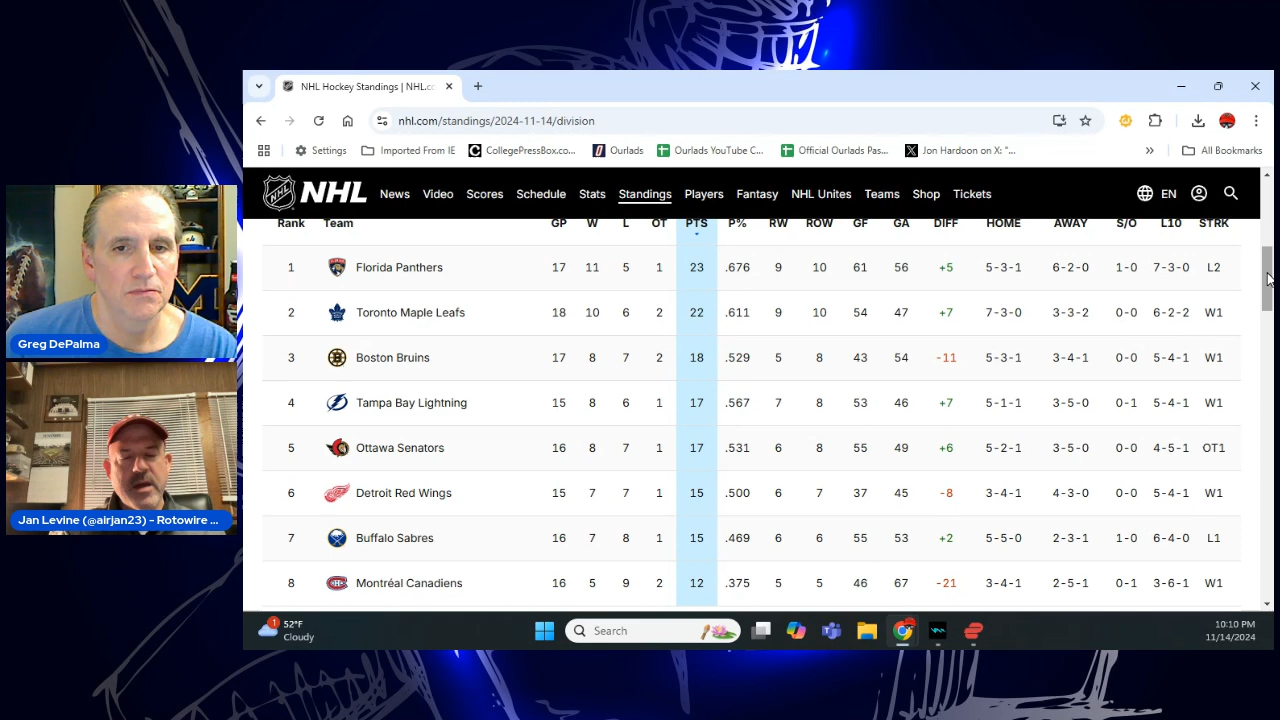 NHL Hockey Standings | NHL.co
nhl.com/standings/2024-11-14/division
Settings Imported From IE CollegePressBox.co... Ourlads Ourlads YouTube C... Official Ourlads Pas... Jon Hardoon on X: "... All Bookmarks
NHL News Video Scores Schedule Stats Standings Players Fantasy NHL Unites Teams Shop Tickets EN
Rank Team GP W L OT PTS P% RW ROW GF GA DIFF HOME AWAY S/O L10 STRK
1 Florida Panthers 17 11 5 1 23 .676 9 10 61 56 +5 5-3-1 6-2-0 1-0 7-3-0 L2
2 Toronto Maple Leafs 18 10 6 2 22 .611 9 10 54 47 +7 7-3-0 3-3-2 0-0 6-2-2 W1
3 Boston Bruins 17 8 7 2 18 5 8 43 54 -11 5-3-1 3-4-1 0-0 5-4-1 W1
4 Tampa Bay Lightning 15 8 6 1 17 .567 7 8 53 46 5-1-1 3-5-0 5-4-1 W1
5 Ottawa Senators 16 8 7 1 17 .531 6 8 55 49 +6 5-2-1 3-5-0 0-0 4-5-1 OT1
6 Detroit Red Wings 15 7 7 1 15 .500 6 7 37 45 3-4-1 4-3-0 5-4-1 W1
7 Buffalo Sabres 16 7 8 1 15 .469 6 6 55 53 5-5-0 2-3-1 1-0 6-4-0 L1
8 Montréal Canadiens 16 5 9 2 12 .375 5 5 46 67 3-4-1 2-5-1 0-1 3-6-1 W1
Greg DePalma
Jan Levine (@airjan23) - Rotowire ...
1
52°F
Cloudy
Search
10:10 PM
11/14/2024